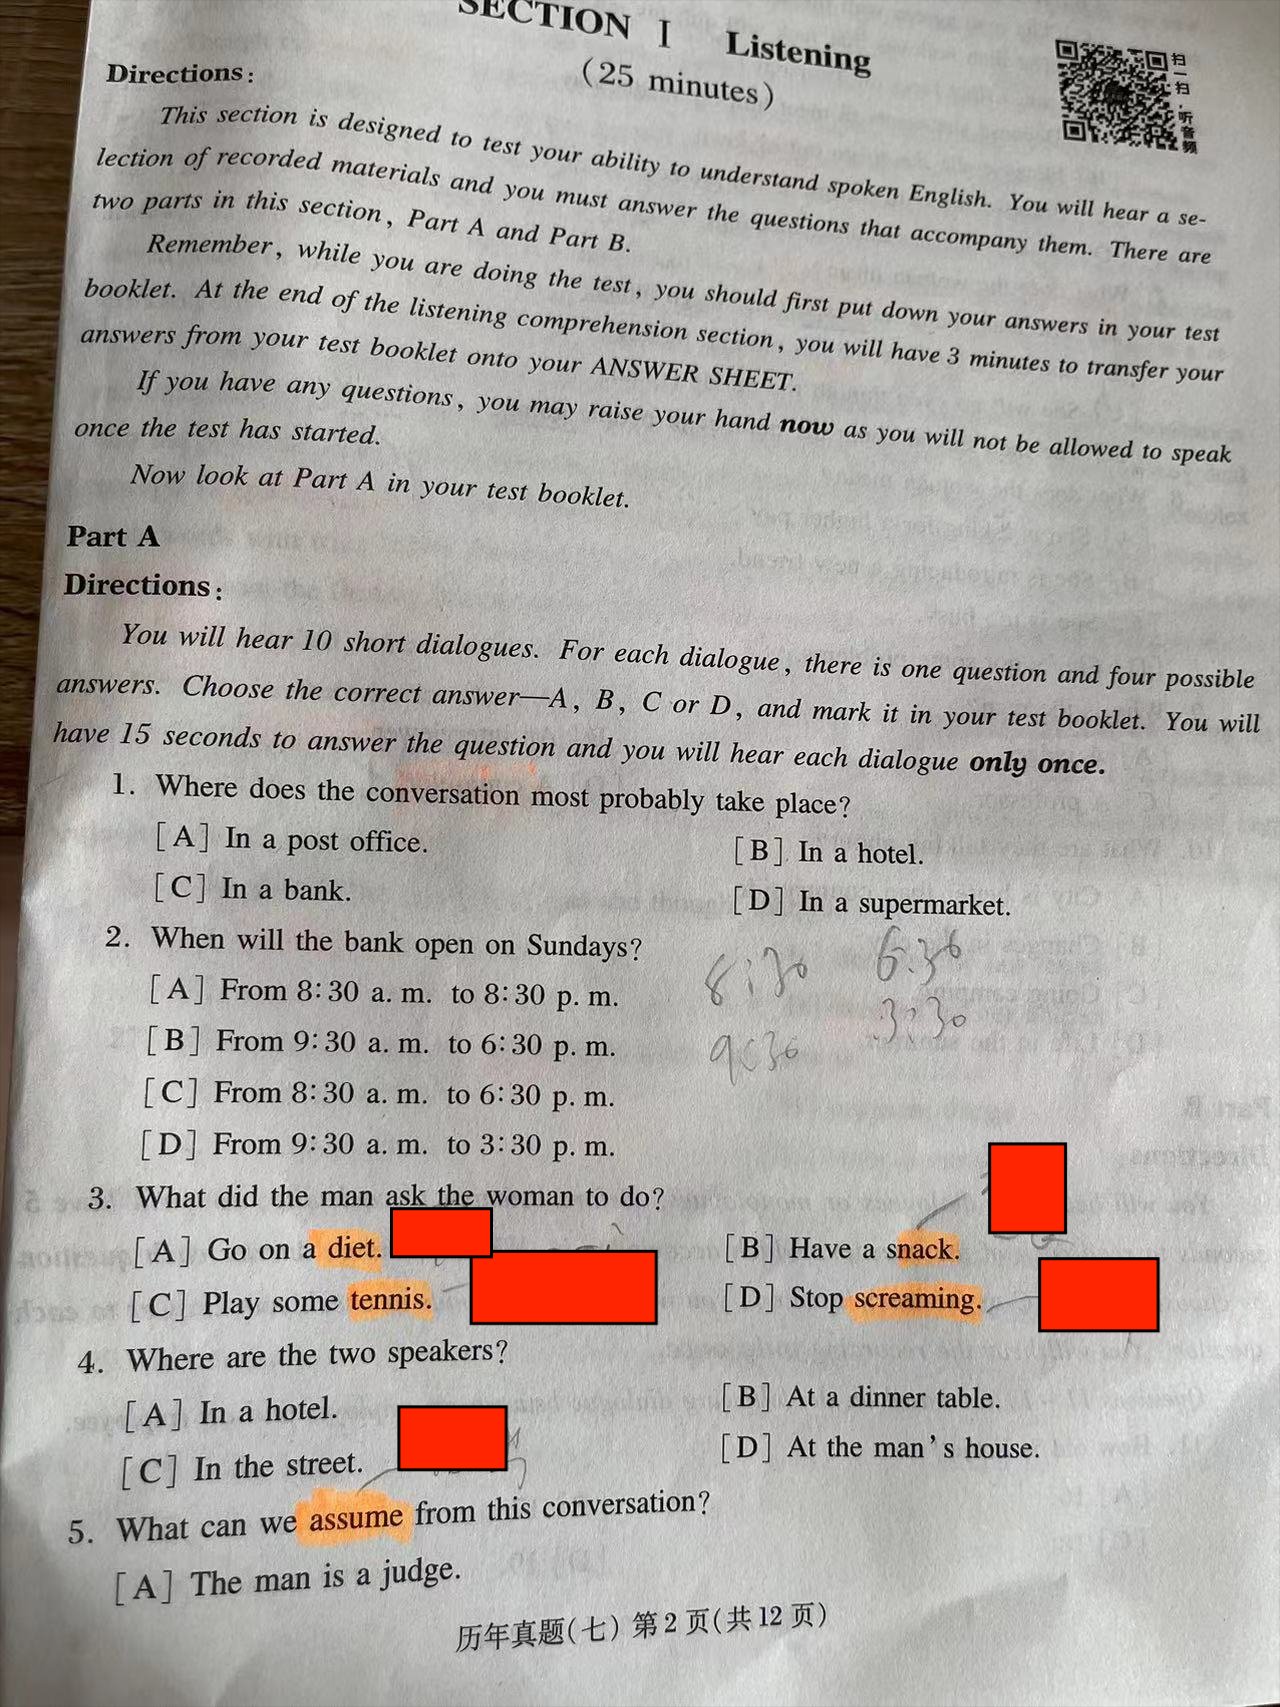 SECTION I Listening
(25 minutes)
扫一扫,听音频
Directions:
This section is designed to test your ability to understand spoken English. You will hear a se-
lection of recorded materials and you must answer the questions that accompany them. There are
two parts in this section, Part A and Part B.
Remember, while you are doing the test, you should first put down your answers in your test
booklet. At the end of the listening comprehension section, you will have 3 minutes to transfer your
answers from your test booklet onto your ANSWER SHEET.
If you have any questions, you may raise your hand now as you will not be allowed to speak
once the test has started.
Now look at Part A in your test booklet.
Part A
Directions:
You will hear 10 short dialogues. For each dialogue, there is one question and four possible
answers. Choose the correct answer—A, B, C or D, and mark it in your test booklet. You will
have 15 seconds to answer the question and you will hear each dialogue only once.
1. Where does the conversation most probably take place?
[A] In a post office. [B] In a hotel.
[C] In a bank. [D] In a supermarket.
2. When will the bank open on Sundays?
[A] From 8:30 a. m. to 8:30 p. m. 8:30 6:30
[B] From 9:30 a. m. to 6:30 p. m. 9:30 3:30
[C] From 8:30 a. m. to 6:30 p. m.
[D] From 9:30 a. m. to 3:30 p. m.
3. What did the man ask the woman to do?
[A] Go on a diet. [B] Have a snack.
[C] Play some tennis. [D] Stop screaming.
4. Where are the two speakers?
[A] In a hotel. [B] At a dinner table.
[C] In the street. [D] At the man's house.
5. What can we assume from this conversation?
[A] The man is a judge.
历年真题(七) 第2页(共12页)